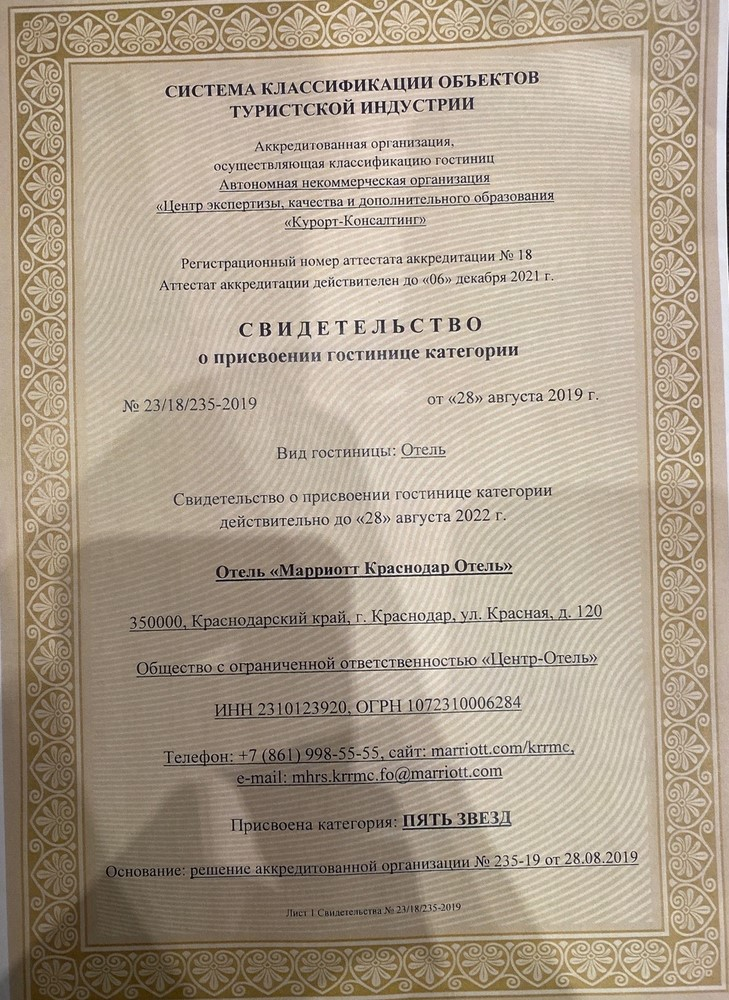 СИСТЕМА КЛАССИФИКАЦИИ ОБЪЕКТОВ
ТУРИСТСКОЙ ИНДУСТРИИ
Аккредитованная организация,
осуществляющая классификацию гостиниц
Автономная некоммерческая организация
«Центр экспертизы, качества и дополнительного образования
«Курорт-Консалтинг»
Регистрационный номер аттестата аккредитации № 18
Аттестат аккредитации действителен до «06» декабря 2021 г.
СВИДЕТЕЛЬСТВО
о присвоении гостинице категории
№ 23/18/235-2019 от «28» августа 2019 г.
Вид гостиницы: Отель
Свидетельство о присвоении гостинице категории
действительно до «28» августа 2022 г.
Отель «Марриотт Краснодар Отель»
350000, Краснодарский край, г. Краснодар, ул. Красная, д. 120
Общество с ограниченной ответственностью «Центр-Отель»
ИНН 2310123920, ОГРН 1072310006284
Телефон: +7 (861) 998-55-55, сайт: marriott.com/krrmc,
e-mail: mhrs.krrmc.fo@marriott.com
Присвоена категория: ПЯТЬ ЗВЕЗД
Основание: решение аккредитованной организации № 235-19 от 28.08.2019
Лист 1 Свидетельства № 23/18/235-2019